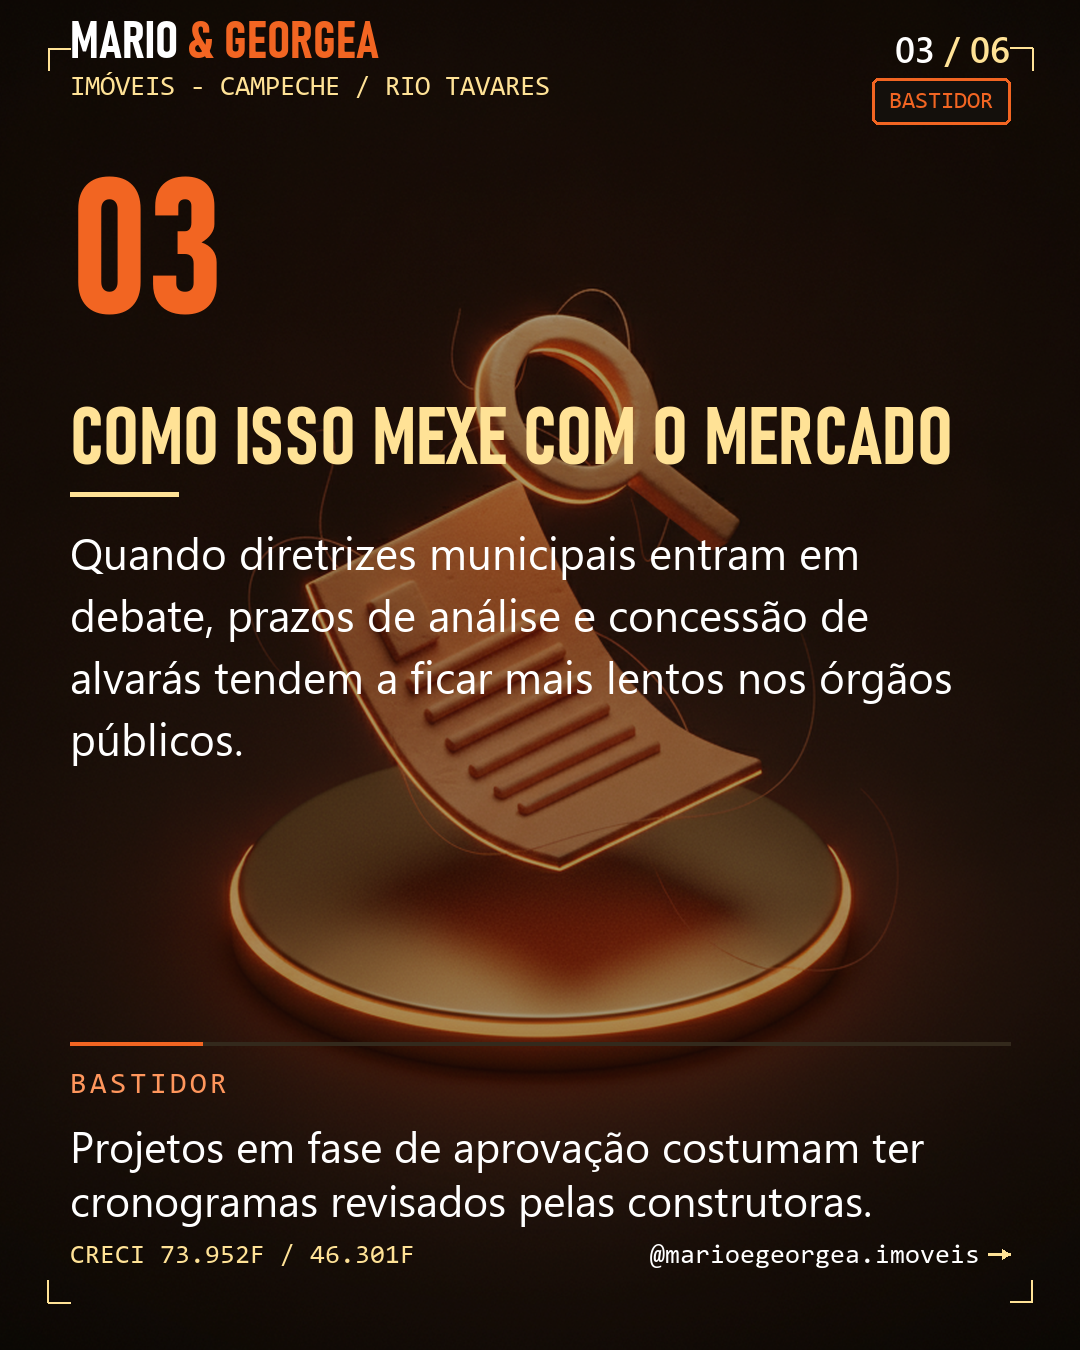 MARIO & GEORGEA
IMÓVEIS - CAMPECHE / RIO TAVARES
03 / 06
BASTIDOR
03
COMO ISSO MEXE COM O MERCADO
Quando diretrizes municipais entram em
debate, prazos de análise e concessão de
alvarás tendem a ficar mais lentos nos órgãos
públicos.
BASTIDOR
Projetos em fase de aprovação costumam ter
cronogramas revisados pelas construtoras.
CRECI 73.952F / 46.301F
@marioegeorgea.imoveis →